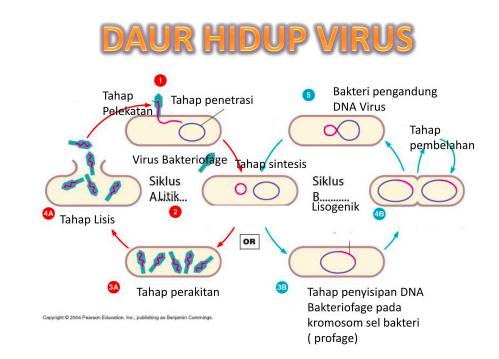 DAUR HIDUP VIRUS
1
Tahap
Pelekatan
Tahap penetrasi
5
Bakteri pengandung
DNA Virus
Tahap
pembelahan
Virus Bakteriofage
Tahap sintesis
Siklus
A......
Litik
Siklus
B............
Lisogenik
4A
Tahap Lisis
2
4B
OR
3A
Tahap perakitan
3B
Tahap penyisipan DNA
Bakteriofage pada
kromosom sel bakteri
( profage)
Copyright © 2004 Pearson Education, Inc., publishing as Benjamin Cummings.